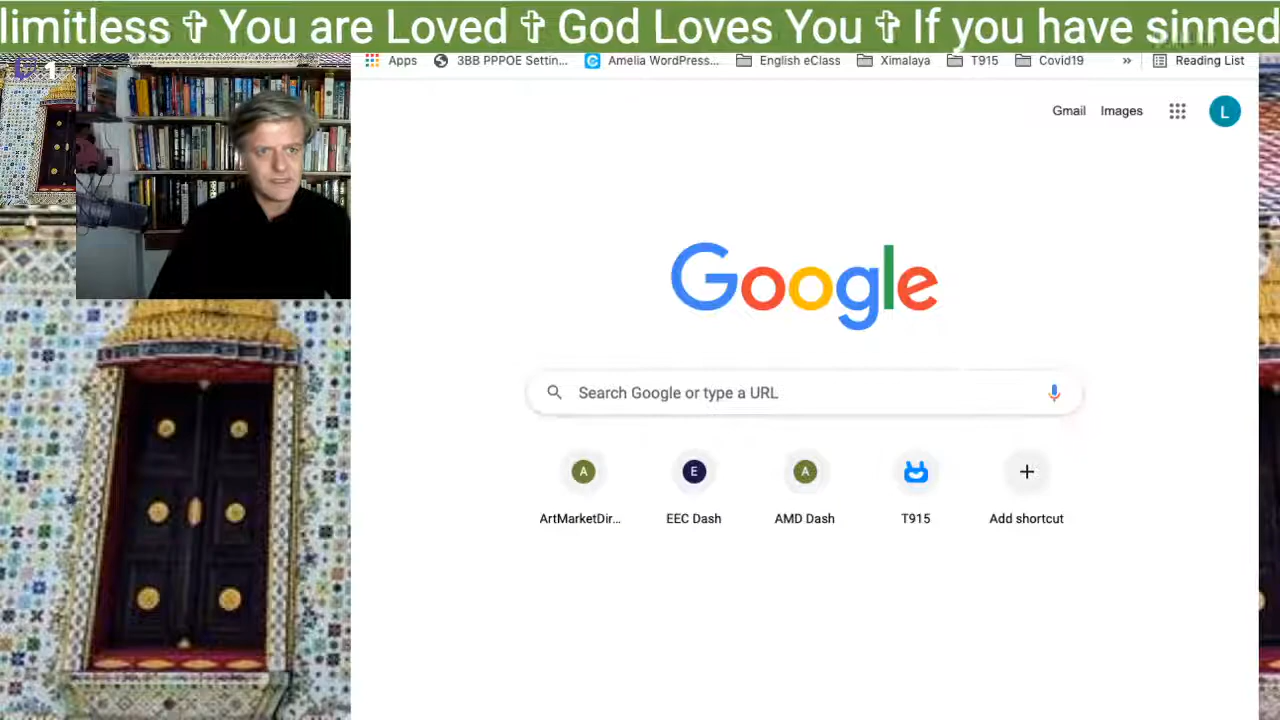 limitless ✞ You are Loved ✞ God Loves You ✞ If you have sinned
1
Apps 3BB PPPOE Settin... Amelia WordPress... English eClass Ximalaya T915 Covid19 » Reading List
Gmail Images L
Google
Search Google or type a URL
A E A
ArtMarketDir... EEC Dash AMD Dash T915 Add shortcut